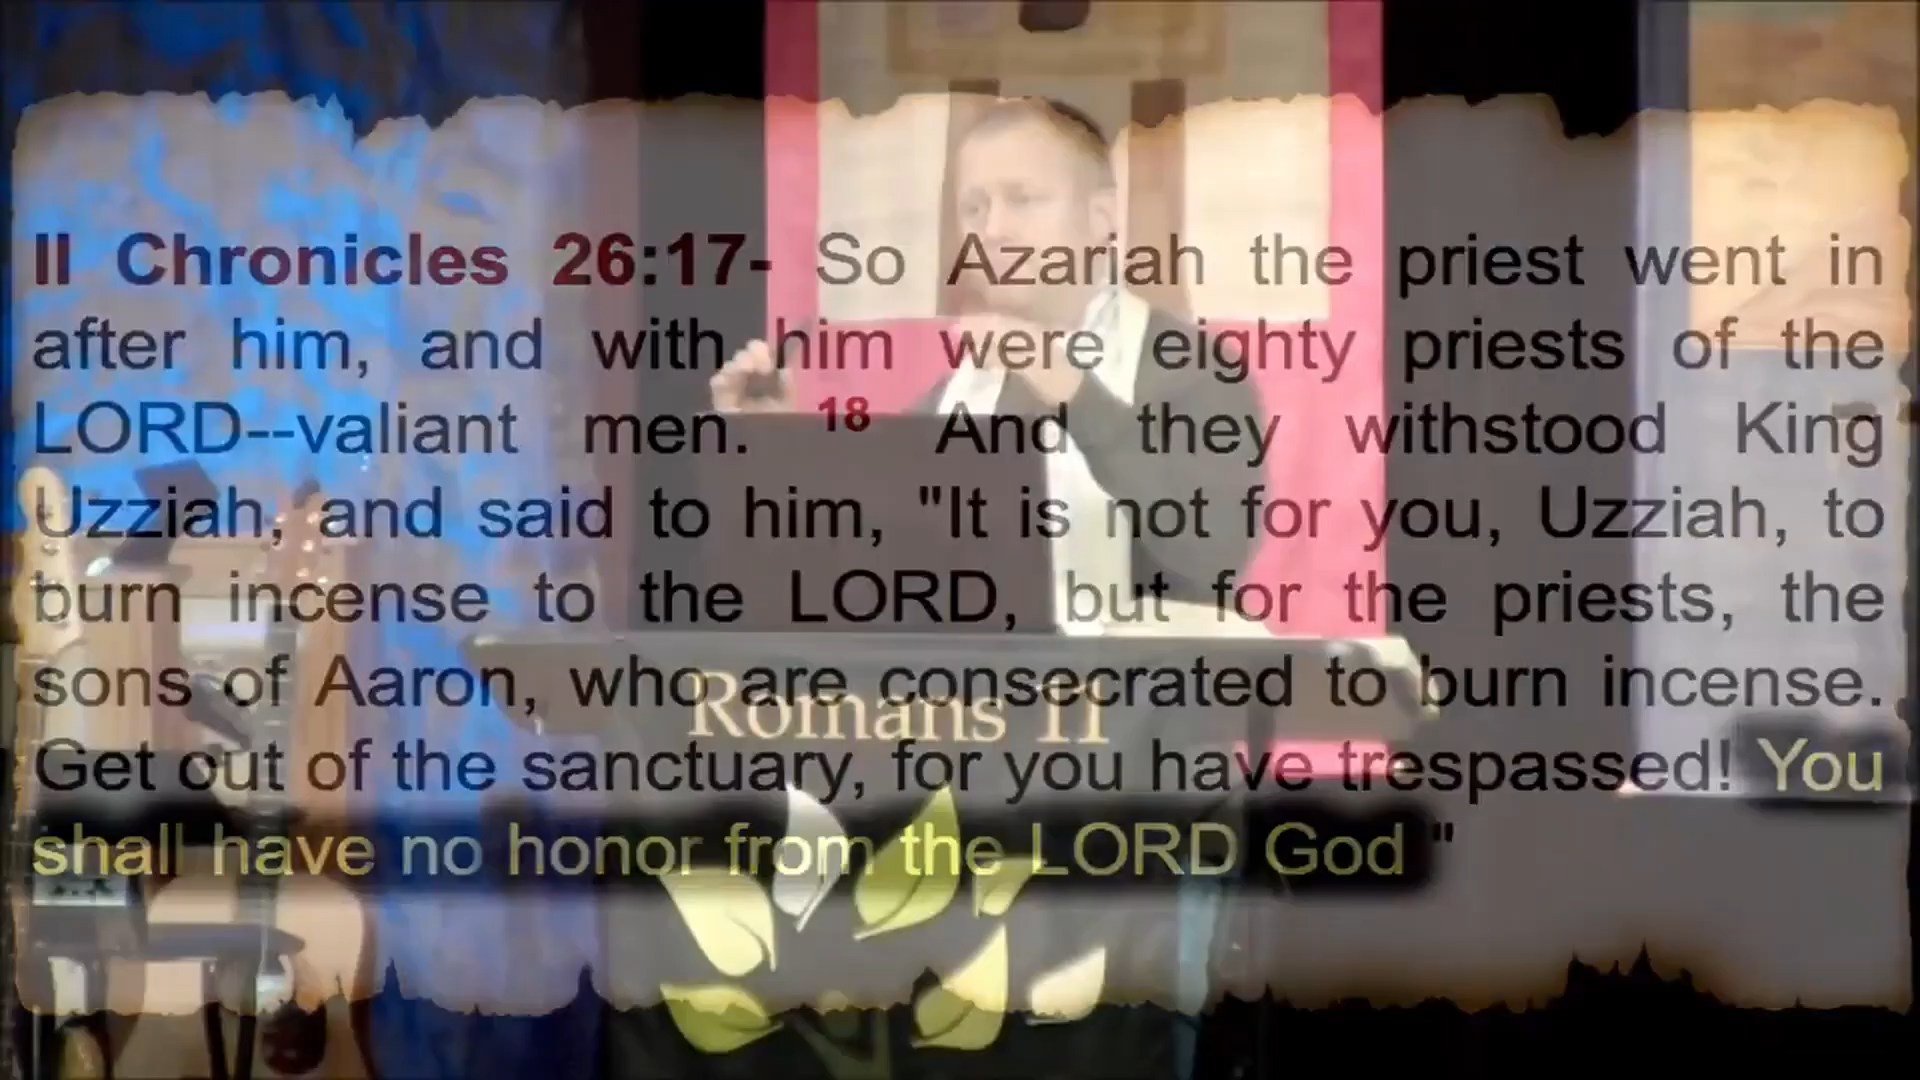 II Chronicles 26:17- So Azariah the priest went in
after him, and with him were eighty priests of the
LORD--valiant men. 18 And they withstood King
Uzziah, and said to him, "It is not for you, Uzziah, to
burn incense to the LORD, but for the priests, the
sons of Aaron, who are consecrated to burn incense.
Get out of the sanctuary, for you have trespassed! You
shall have no honor from the LORD God "
Romans 11